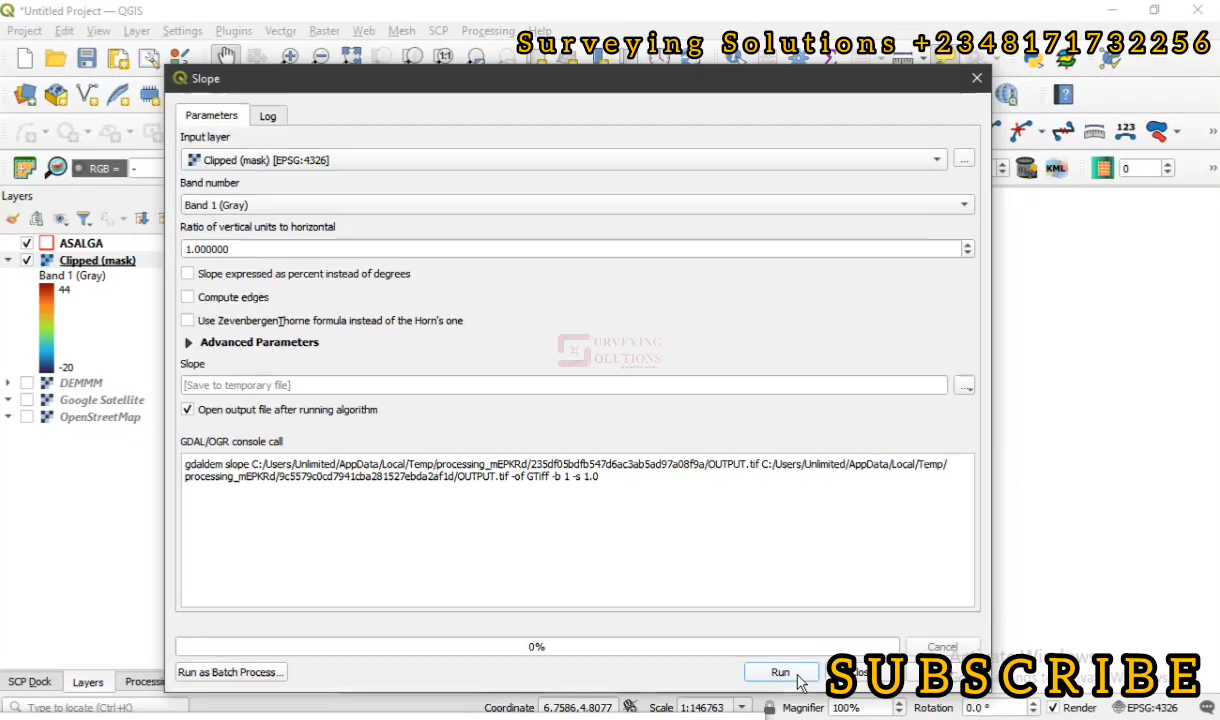 *Untitled Project — QGIS
Project Edit View Layer Settings Plugins Vector Raster Web Mesh SCP Processing
Surveying Solutions +2348171732256
Slope
Parameters Log
Input layer
Clipped (mask) [EPSG:4326]
...
Band number
Band 1 (Gray)
Ratio of vertical units to horizontal
1.000000
Slope expressed as percent instead of degrees
Compute edges
Use ZevenbergenThorne formula instead of the Horn's one
Advanced Parameters
Slope
[Save to temporary file]
...
Open output file after running algorithm
GDAL/OGR console call
gdaldem slope C:/Users/Unlimited/AppData/Local/Temp/processing_mEPKRd/235df05bdfb547d6ac3ab5ad97a08f9a/OUTPUT.tif C:/Users/Unlimited/AppData/Local/Temp/
processing_mEPKRd/9c5579c0cd7941cba281527ebda2af1d/OUTPUT.tif -of GTiff -b 1 -s 1.0
0%
Cancel
Run as Batch Process...
Run
SUBSCRIBE
RGB = -
Layers
ASALGA
Clipped (mask)
Band 1 (Gray)
44
-20
DEMMM
Google Satellite
OpenStreetMap
123
KML
0
URVEYING
OLUTIONS
Activate Windows
SCP Dock Layers Processing
Type to locate (Ctrl+K)
Coordinate 6.7586,4.8077 Scale 1:146763 Magnifier 100% Rotation 0.0 ° Render EPSG:4326